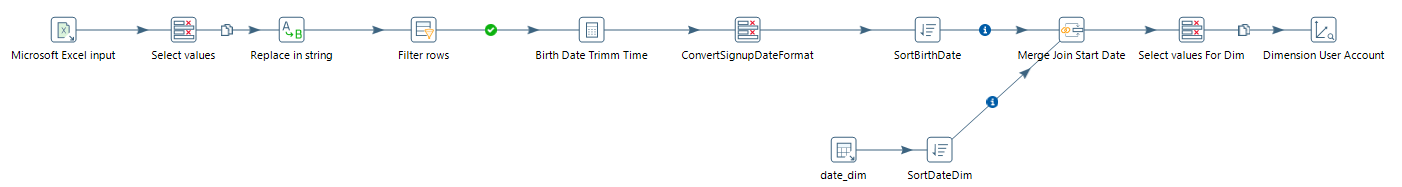 Microsoft Excel input
Select values
Replace in string
Filter rows
Birth Date Trimm Time
ConvertSignupDateFormat
SortBirthDate
Merge Join Start Date
Select values For Dim
Dimension User Account
date_dim
SortDateDim